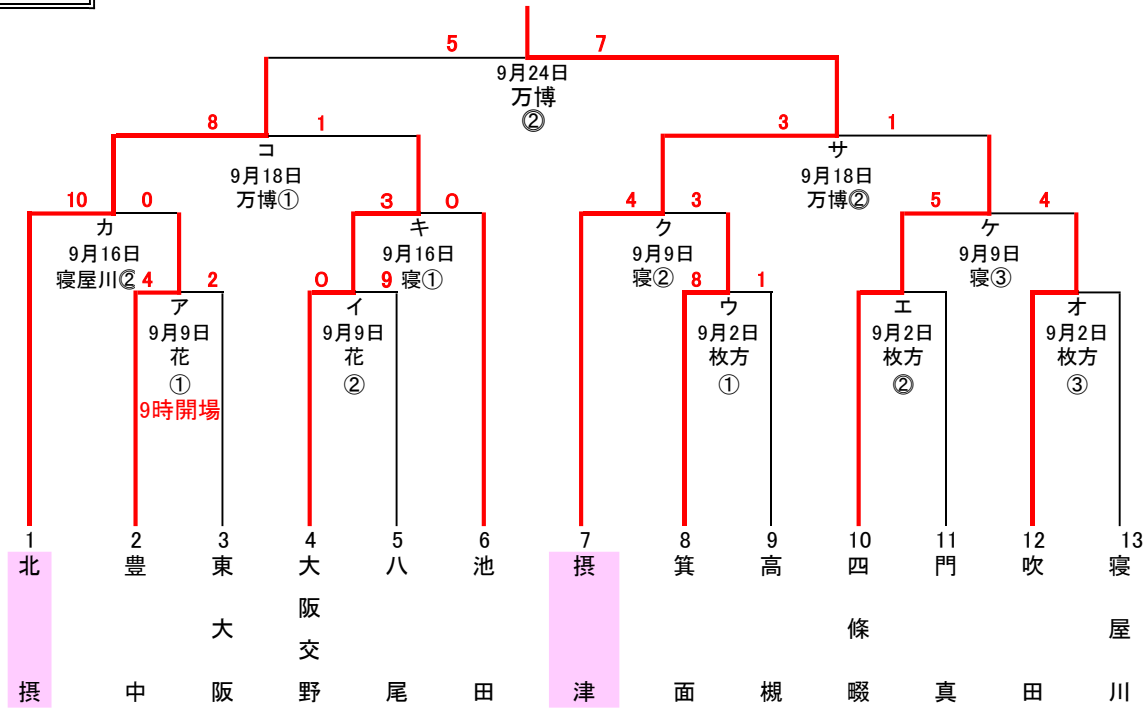 5 7
9月24日
万博
②
8 1 3 1
コ サ
9月18日 9月18日
万博① 万博②
10 0 3 0 4 3 5 4
カ キ ク ケ
9月16日 9月16日 9月9日 9月9日
寝屋川② 寝① 寝② 寝③
4 2 0 9 8 1
ア イ ウ エ オ
9月9日 9月9日 9月2日 9月2日 9月2日
花 花 枚方 枚方 枚方
① ② ① ② ③
9時開場
1 2 3 4 5 6 7 8 9 10 11 12 13
北摂 豊中 東大阪 大阪交野 八尾 池田 摂津 箕面 高槻 四條畷 門真 吹田 寝屋川